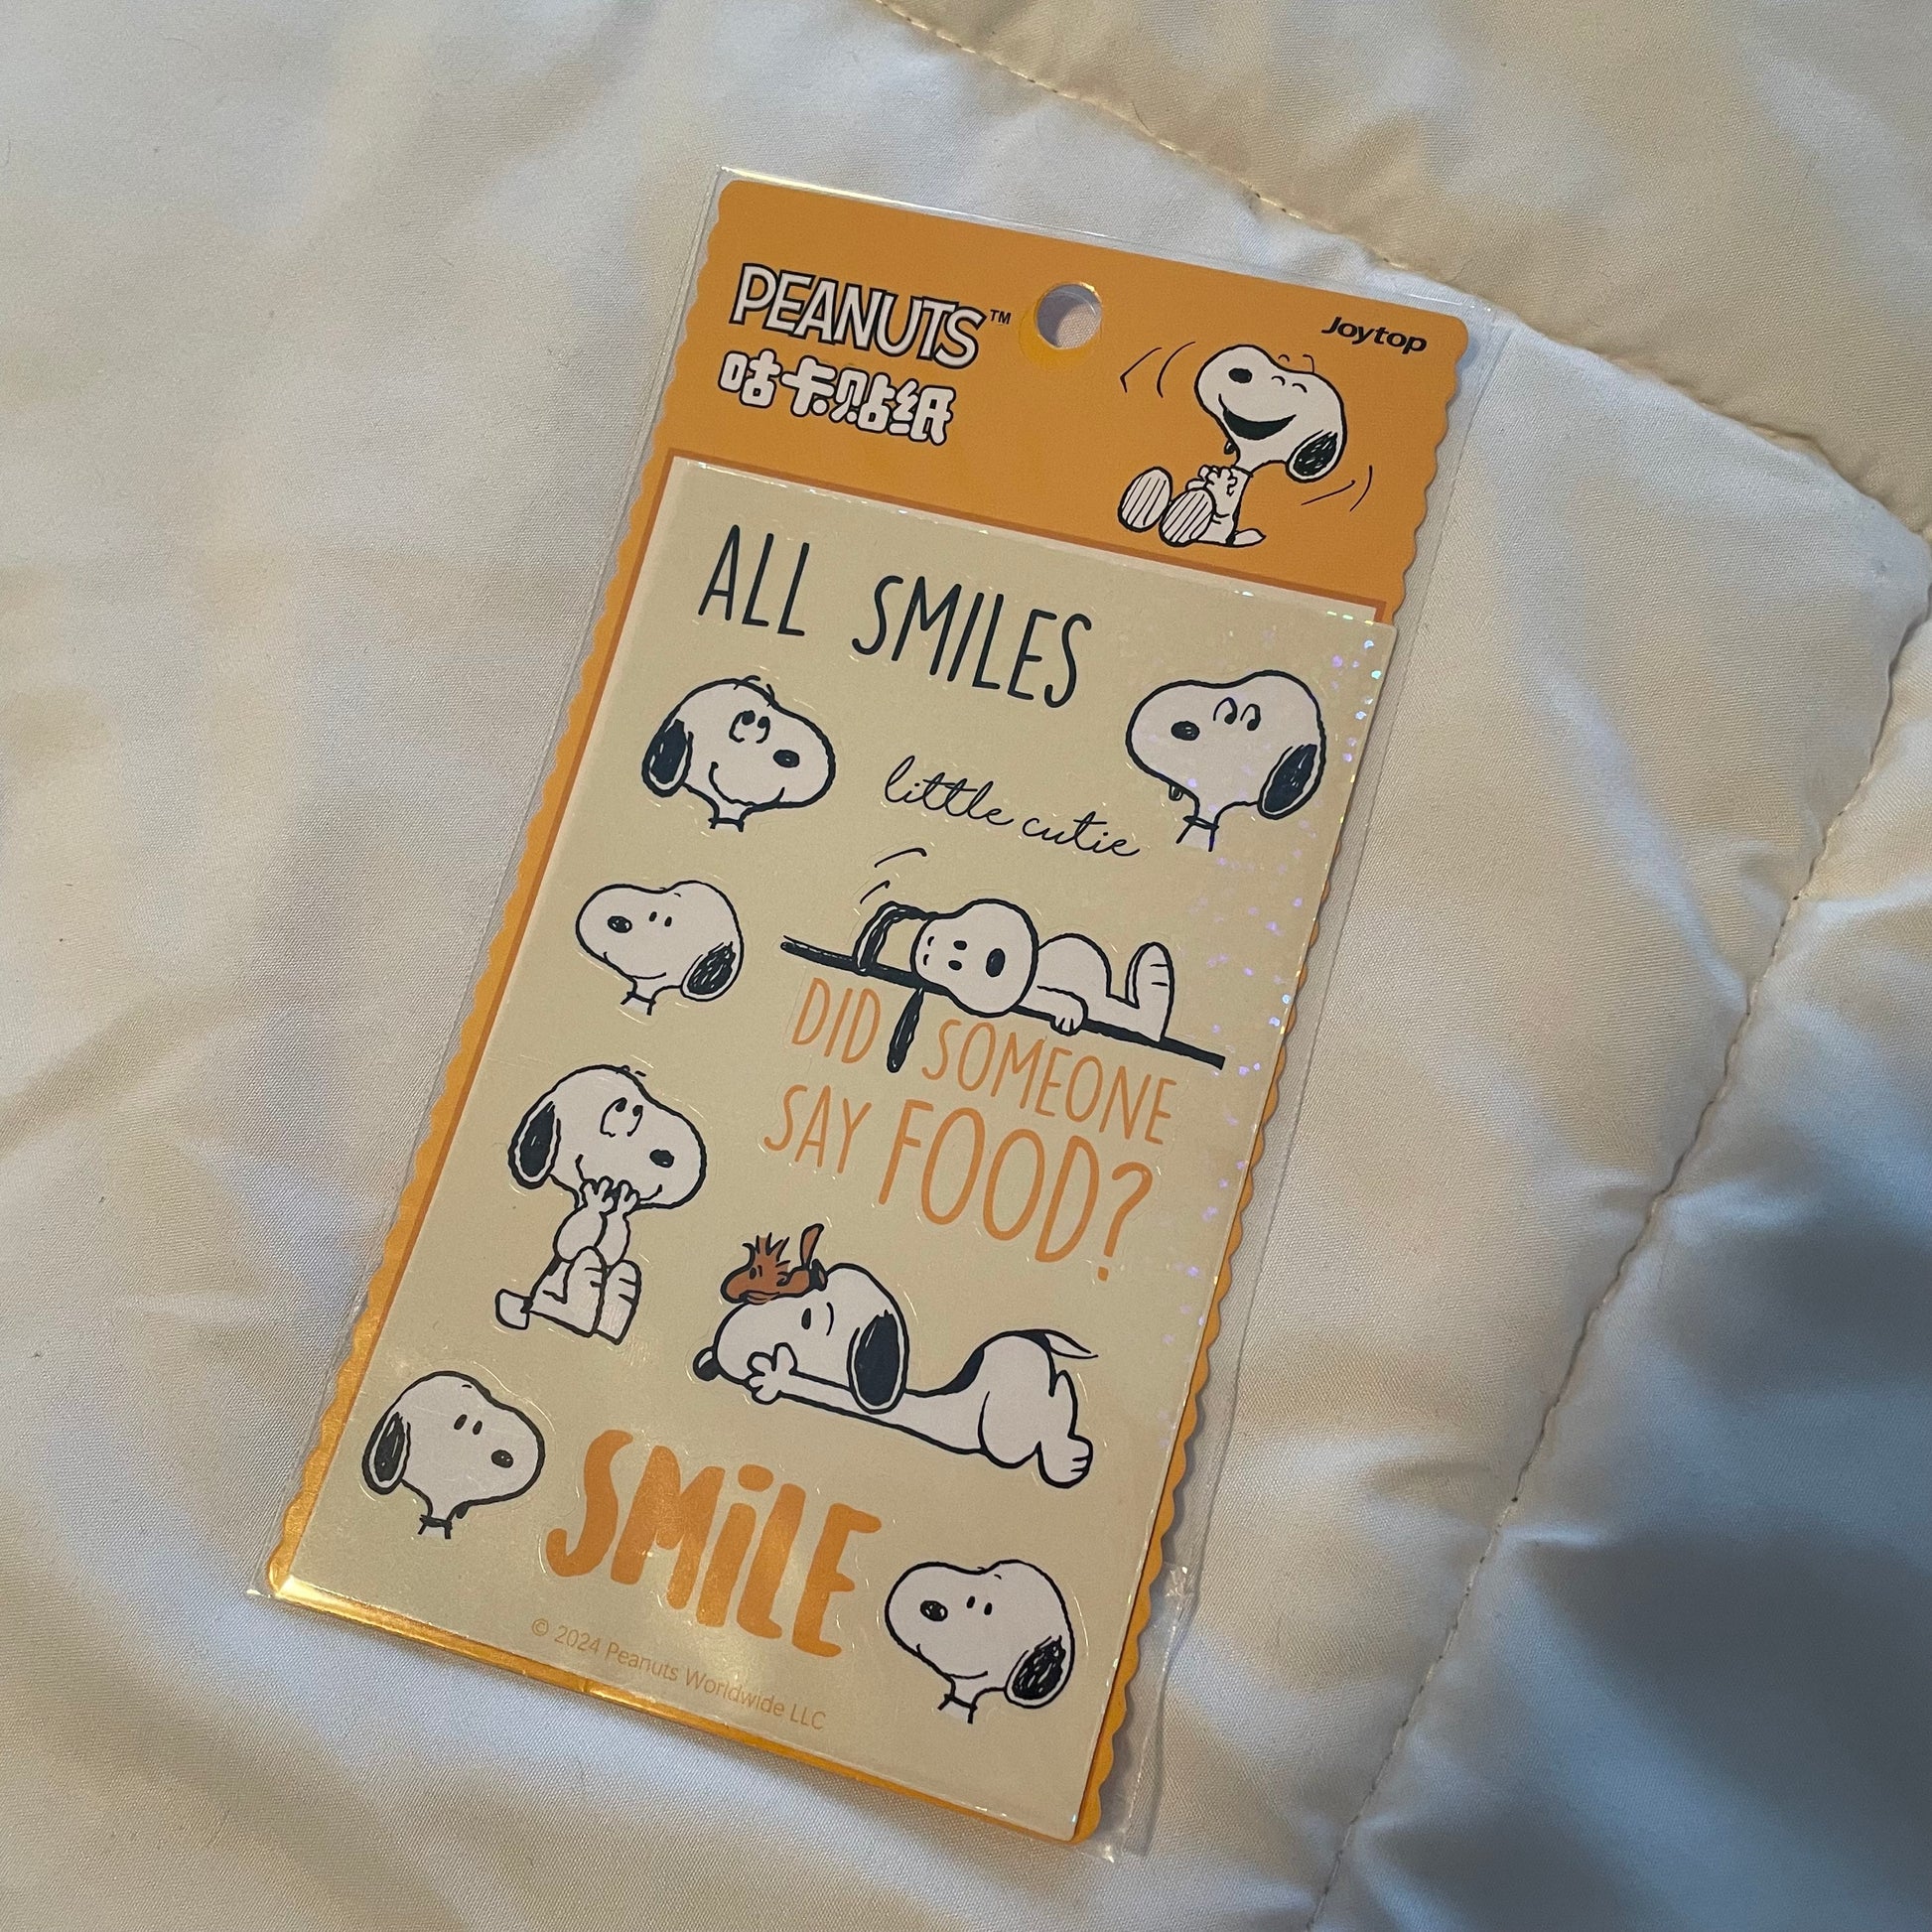 PEANUTS™
Joytop
咕卡贴纸
ALL SMILES
little cutie
DID SOMEONE
SAY FOOD?
SMiLE
© 2024 Peanuts Worldwide LLC